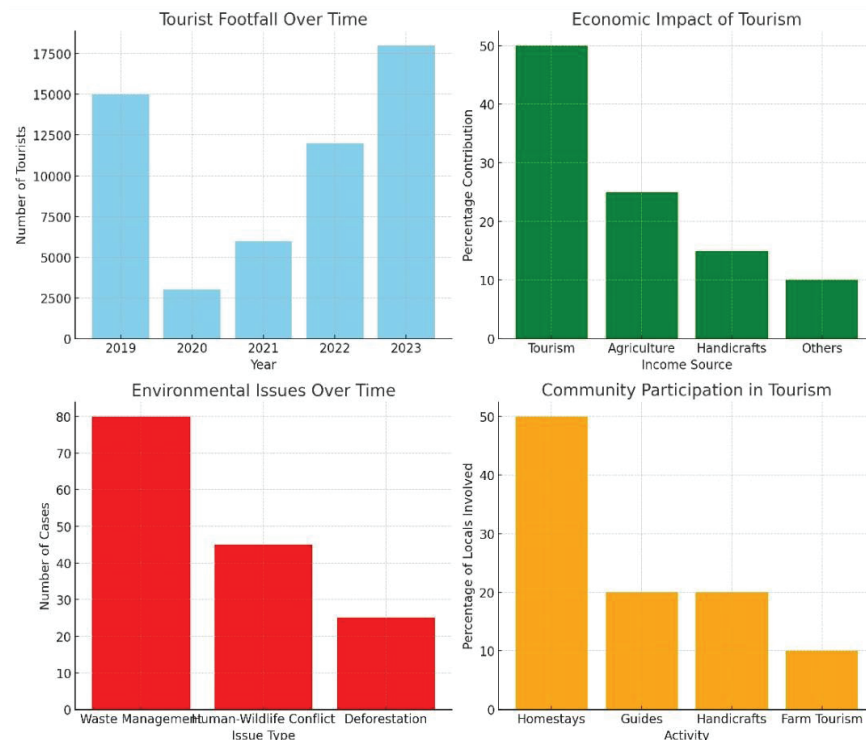 Tourist Footfall Over Time
Number of Tourists
17500
15000
12500
10000
7500
5000
2500
0
2019 2020 2021 2022 2023
Year
Economic Impact of Tourism
Percentage Contribution
50
40
30
20
10
0
Tourism Agriculture Handicrafts Others
Income Source
Environmental Issues Over Time
Number of Cases
80
70
60
50
40
30
20
10
0
Waste Management Human-Wildlife Conflict Deforestation
Issue Type
Community Participation in Tourism
Percentage of Locals Involved
50
40
30
20
10
0
Homestays Guides Handicrafts Farm Tourism
Activity